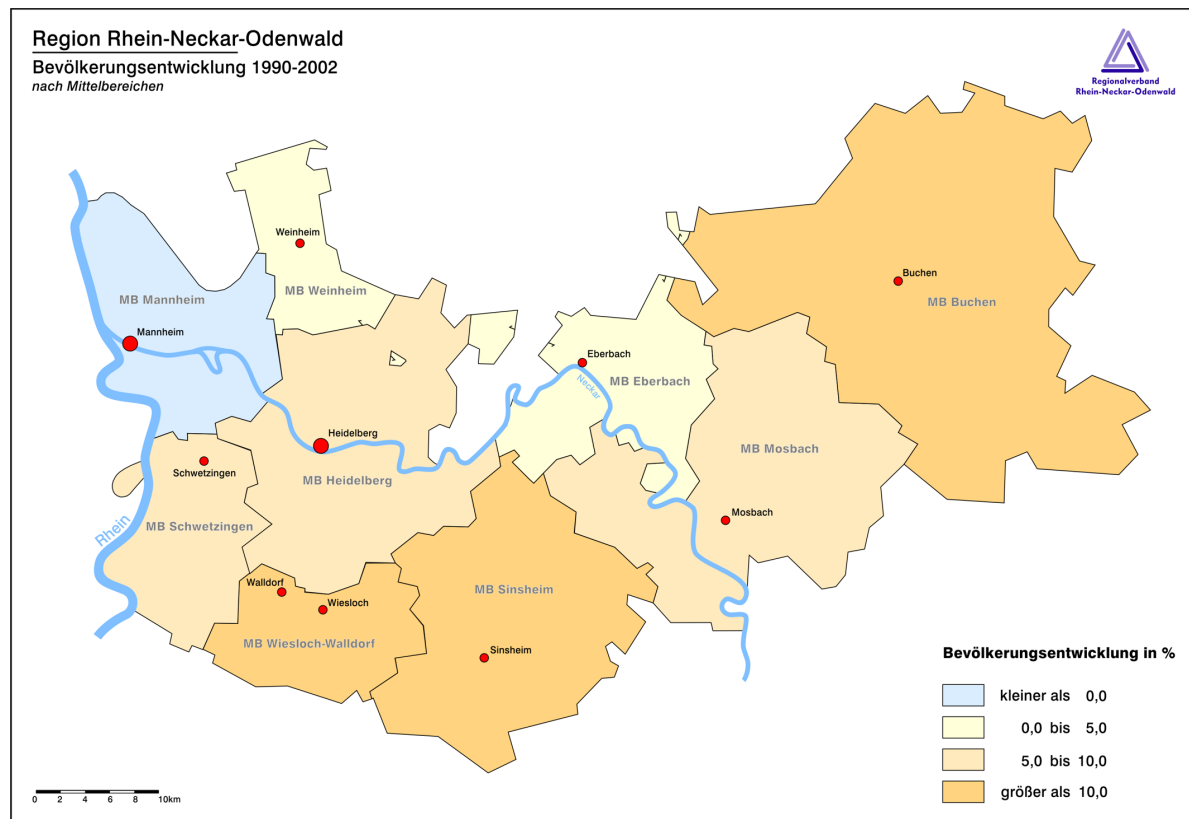 Region Rhein-Neckar-Odenwald
Bevölkerungsentwicklung 1990-2002
nach Mittelbereichen
Regionalverband
Rhein-Neckar-Odenwald
Weinheim
MB Weinheim
MB Mannheim
Mannheim
Buchen
MB Buchen
Eberbach
MB Eberbach
Neckar
Heidelberg
MB Heidelberg
MB Mosbach
Mosbach
Schwetzingen
MB Schwetzingen
Rhein
Walldorf
Wiesloch
MB Wiesloch-Walldorf
MB Sinsheim
Sinsheim
Bevölkerungsentwicklung in %
kleiner als 0,0
0,0 bis 5,0
5,0 bis 10,0
größer als 10,0
0 2 4 6 8 10km